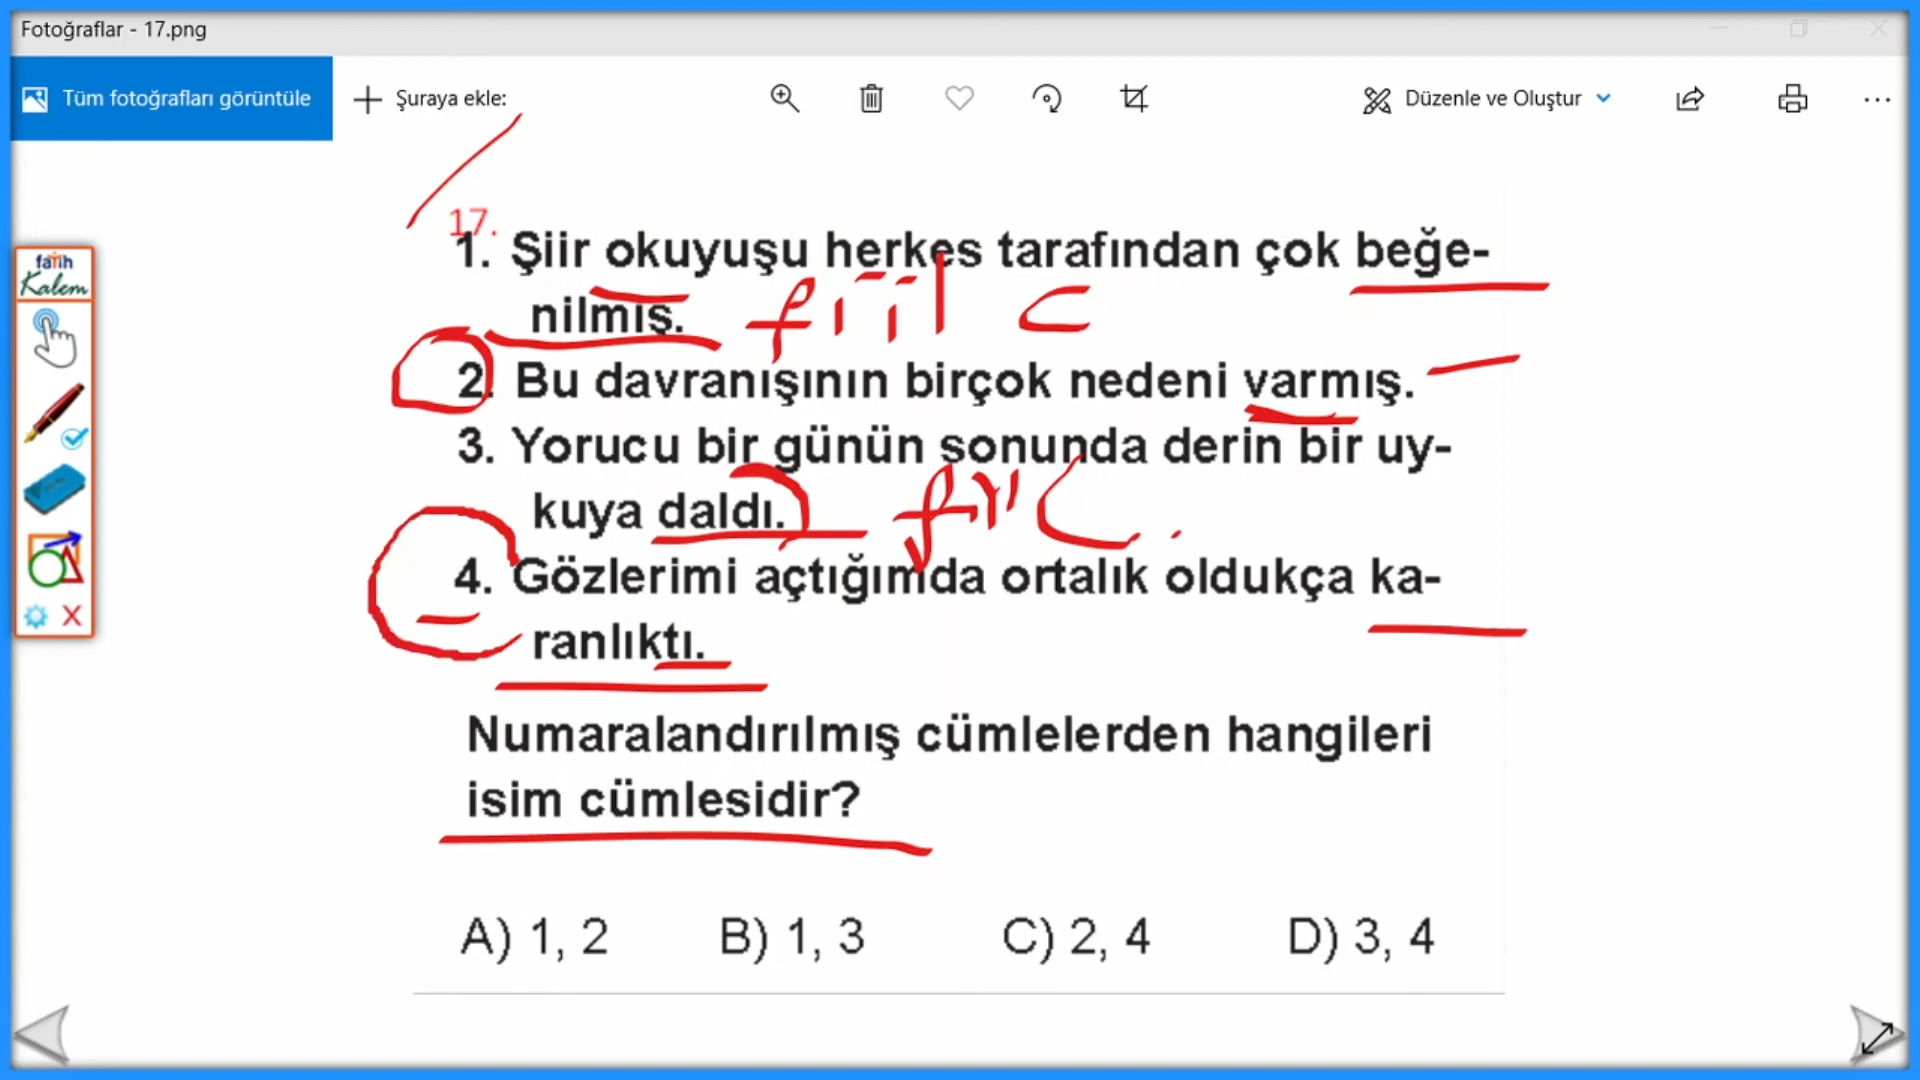 Fotoğraflar - 17.png
Tüm fotoğrafları görüntüle
Şuraya ekle:
Düzenle ve Oluştur
fatih
Kalem
17.
1. Şiir okuyuşu herkes tarafından çok beğe-
nilmiş. fiil c
2. Bu davranışının birçok nedeni varmış.
3. Yorucu bir günün sonunda derin bir uy-
kuya daldı.
4. Gözlerimi açtığımda ortalık oldukça ka-
ranlıktı.
Numaralandırılmış cümlelerden hangileri
isim cümlesidir?
A) 1, 2 B) 1, 3 C) 2, 4 D) 3, 4